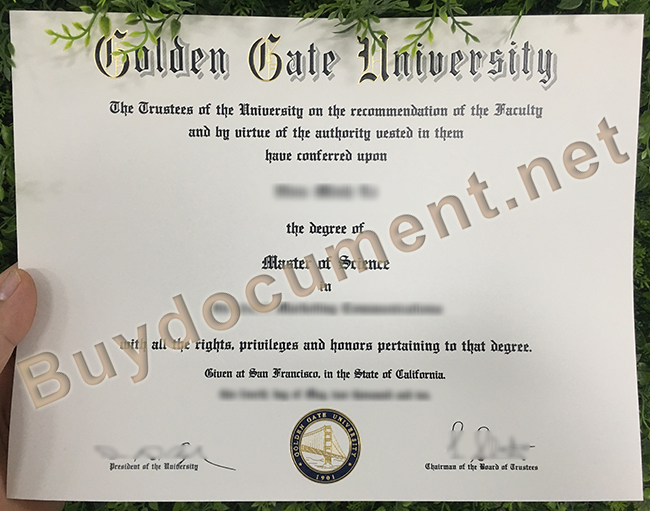 Golden Gate University
The Trustees of the University on the recommendation of the Faculty
and by virtue of the authority vested in them
have conferred upon
the degree of
Master of Science
in
Marketing Communications
with all the rights, privileges and honors pertaining to that degree.
Given at San Francisco, in the State of California.
President of the University
GOLDEN GATE UNIVERSITY
1901
Chairman of the Board of Trustees
Buydocument.net